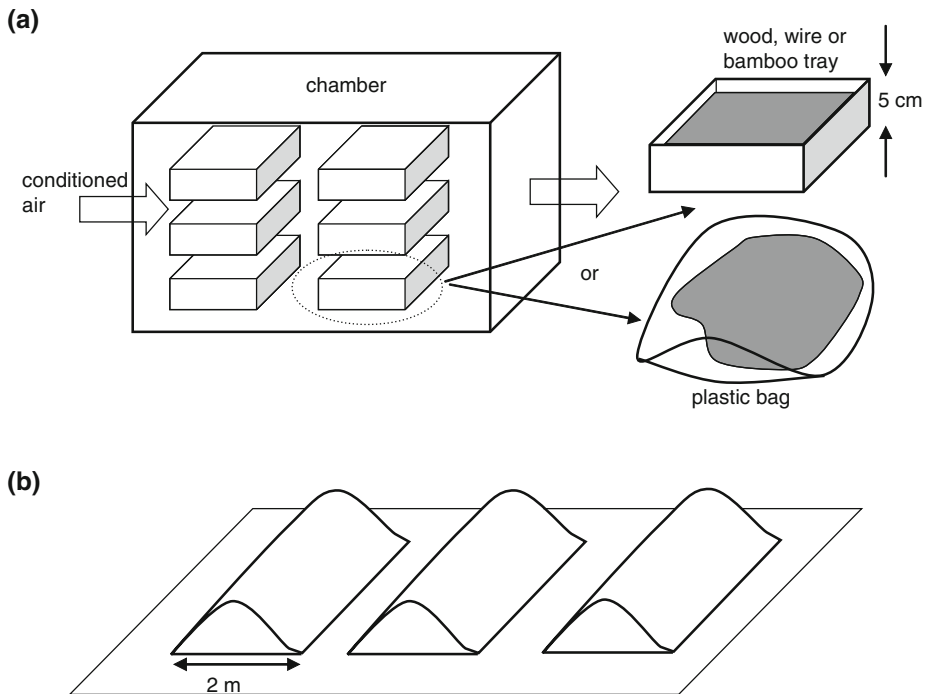 (a)
chamber
conditioned
air
wood, wire or
bamboo tray
5 cm
or
plastic bag
(b)
2 m